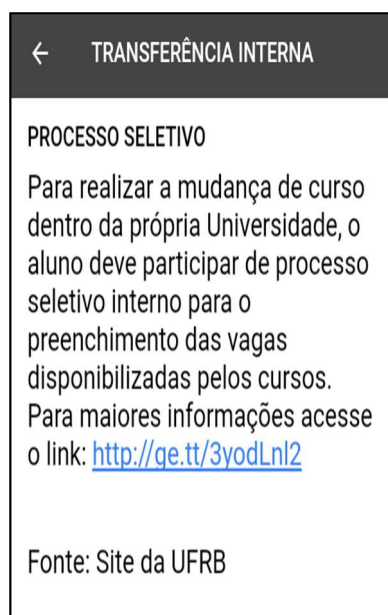 ← TRANSFERÊNCIA INTERNA
PROCESSO SELETIVO
Para realizar a mudança de curso
dentro da própria Universidade, o
aluno deve participar de processo
seletivo interno para o
preenchimento das vagas
disponibilizadas pelos cursos.
Para maiores informações acesse
o link: http://ge.tt/3yodLnl2
Fonte: Site da UFRB